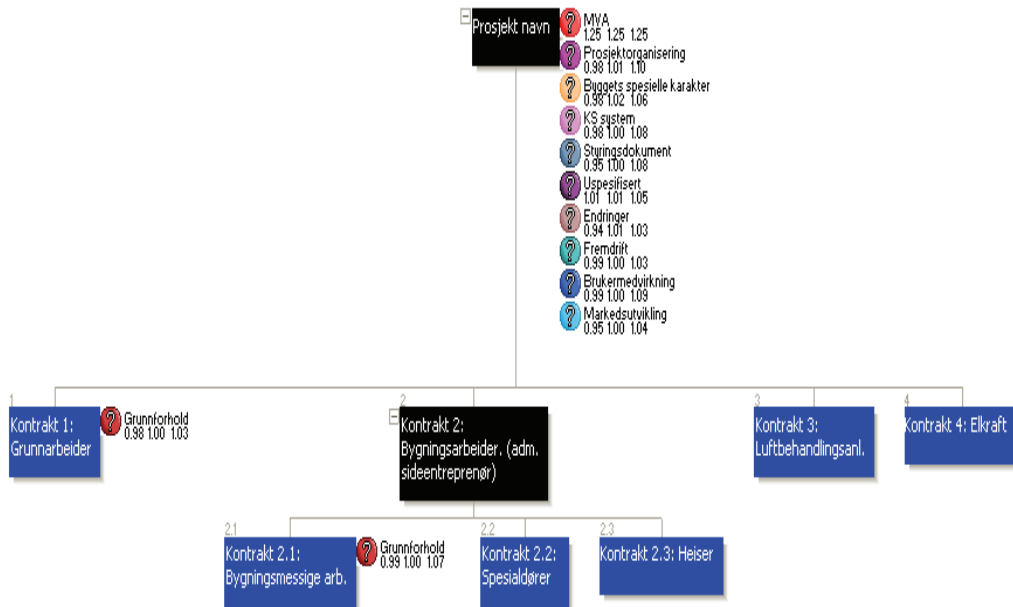 Prosjekt navn
?
MVA
1.25 1.25 1.25
?
Prosjektorganisering
0.98 1.01 1.10
?
Byggets spesielle karakter
0.98 1.02 1.06
?
KS system
0.98 1.00 1.08
?
Styringsdokument
0.95 1.00 1.08
?
Uspesifisert
1.01 1.01 1.05
?
Endringer
0.94 1.01 1.03
?
Fremdrift
0.99 1.00 1.03
?
Brukermedvirkning
0.99 1.00 1.09
?
Markedsutvikling
0.95 1.00 1.04
1
Kontrakt 1:
Grunnarbeider
?
Grunnforhold
0.98 1.00 1.03
2
Kontrakt 2:
Bygningsarbeider. (adm.
sideentreprenør)
3
Kontrakt 3:
Luftbehandlingsanl.
4
Kontrakt 4: Elkraft
2.1
Kontrakt 2.1:
Bygningsmessige arb.
?
Grunnforhold
0.99 1.00 1.07
2.2
Kontrakt 2.2:
Spesialdører
2.3
Kontrakt 2.3: Heiser